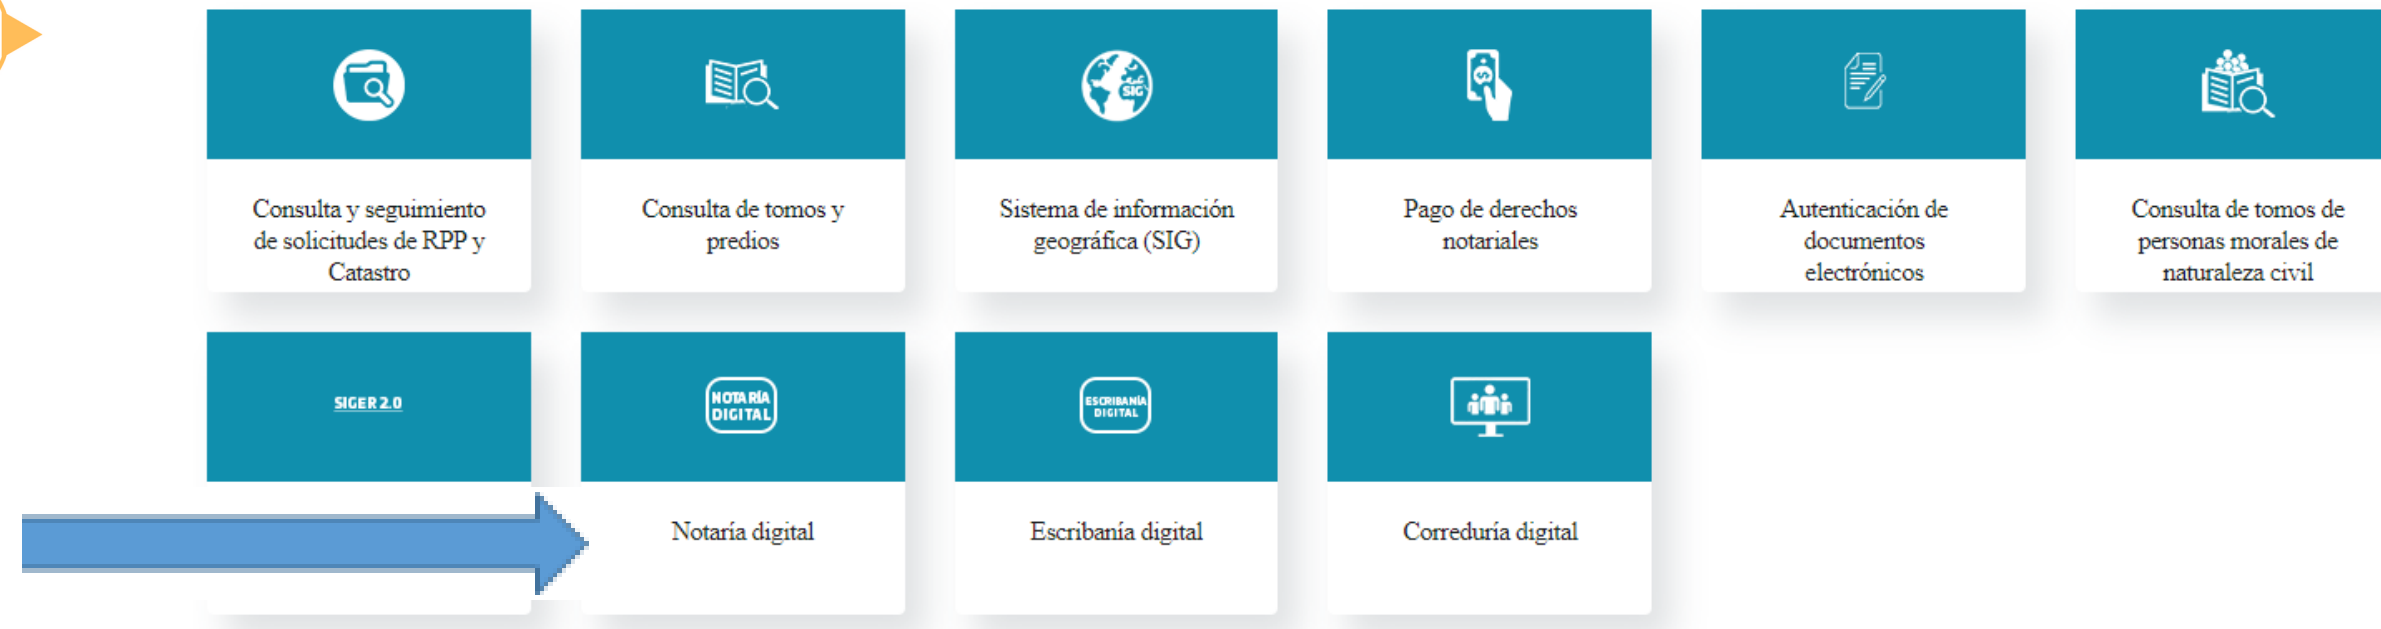 SIG
Consulta y seguimiento
de solicitudes de RPP y
Catastro
Consulta de tomos y
predios
Sistema de información
geográfica (SIG)
Pago de derechos
notariales
Autenticación de
documentos
electrónicos
Consulta de tomos de
personas morales de
naturaleza civil
SIGER 2.0
NOTARÍA
DIGITAL
ESCRIBANÍA
DIGITAL
Notaría digital
Escribanía digital
Correduría digital